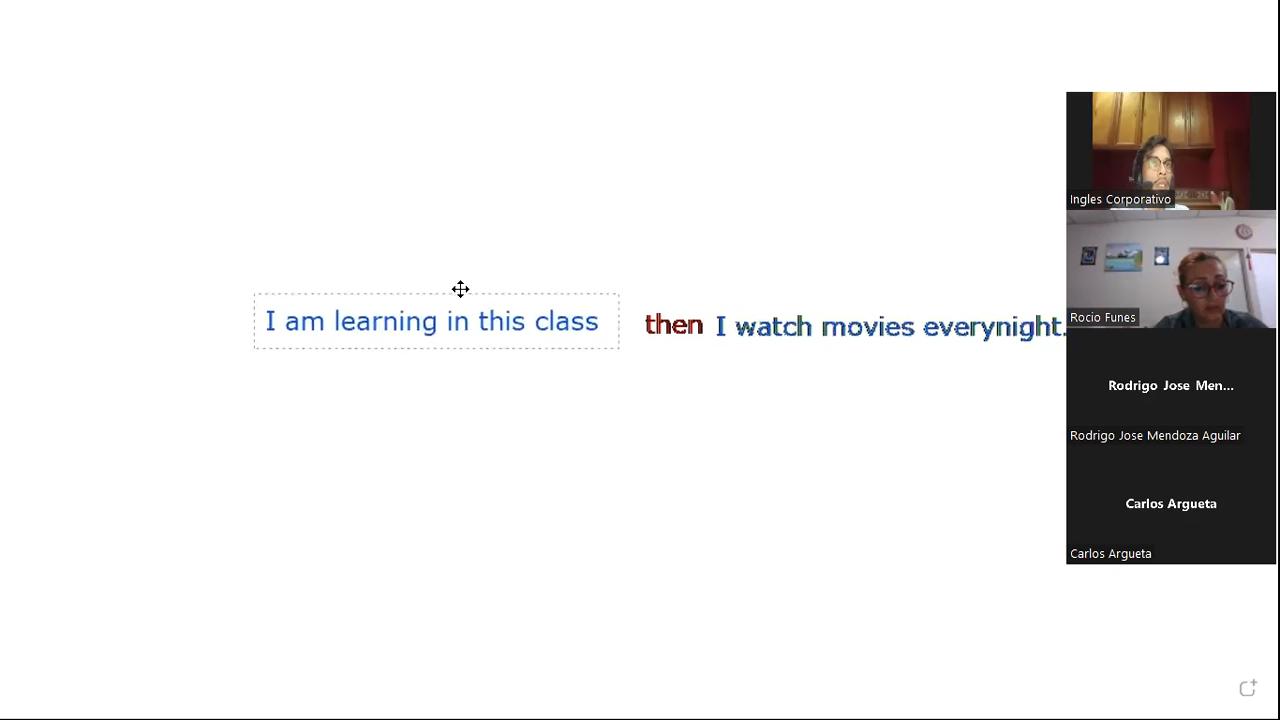 I am learning in this class then I watch movies everynight.
Ingles Corporativo
Rocio Funes
Rodrigo Jose Men...
Rodrigo Jose Mendoza Aguilar
Carlos Argueta
Carlos Argueta